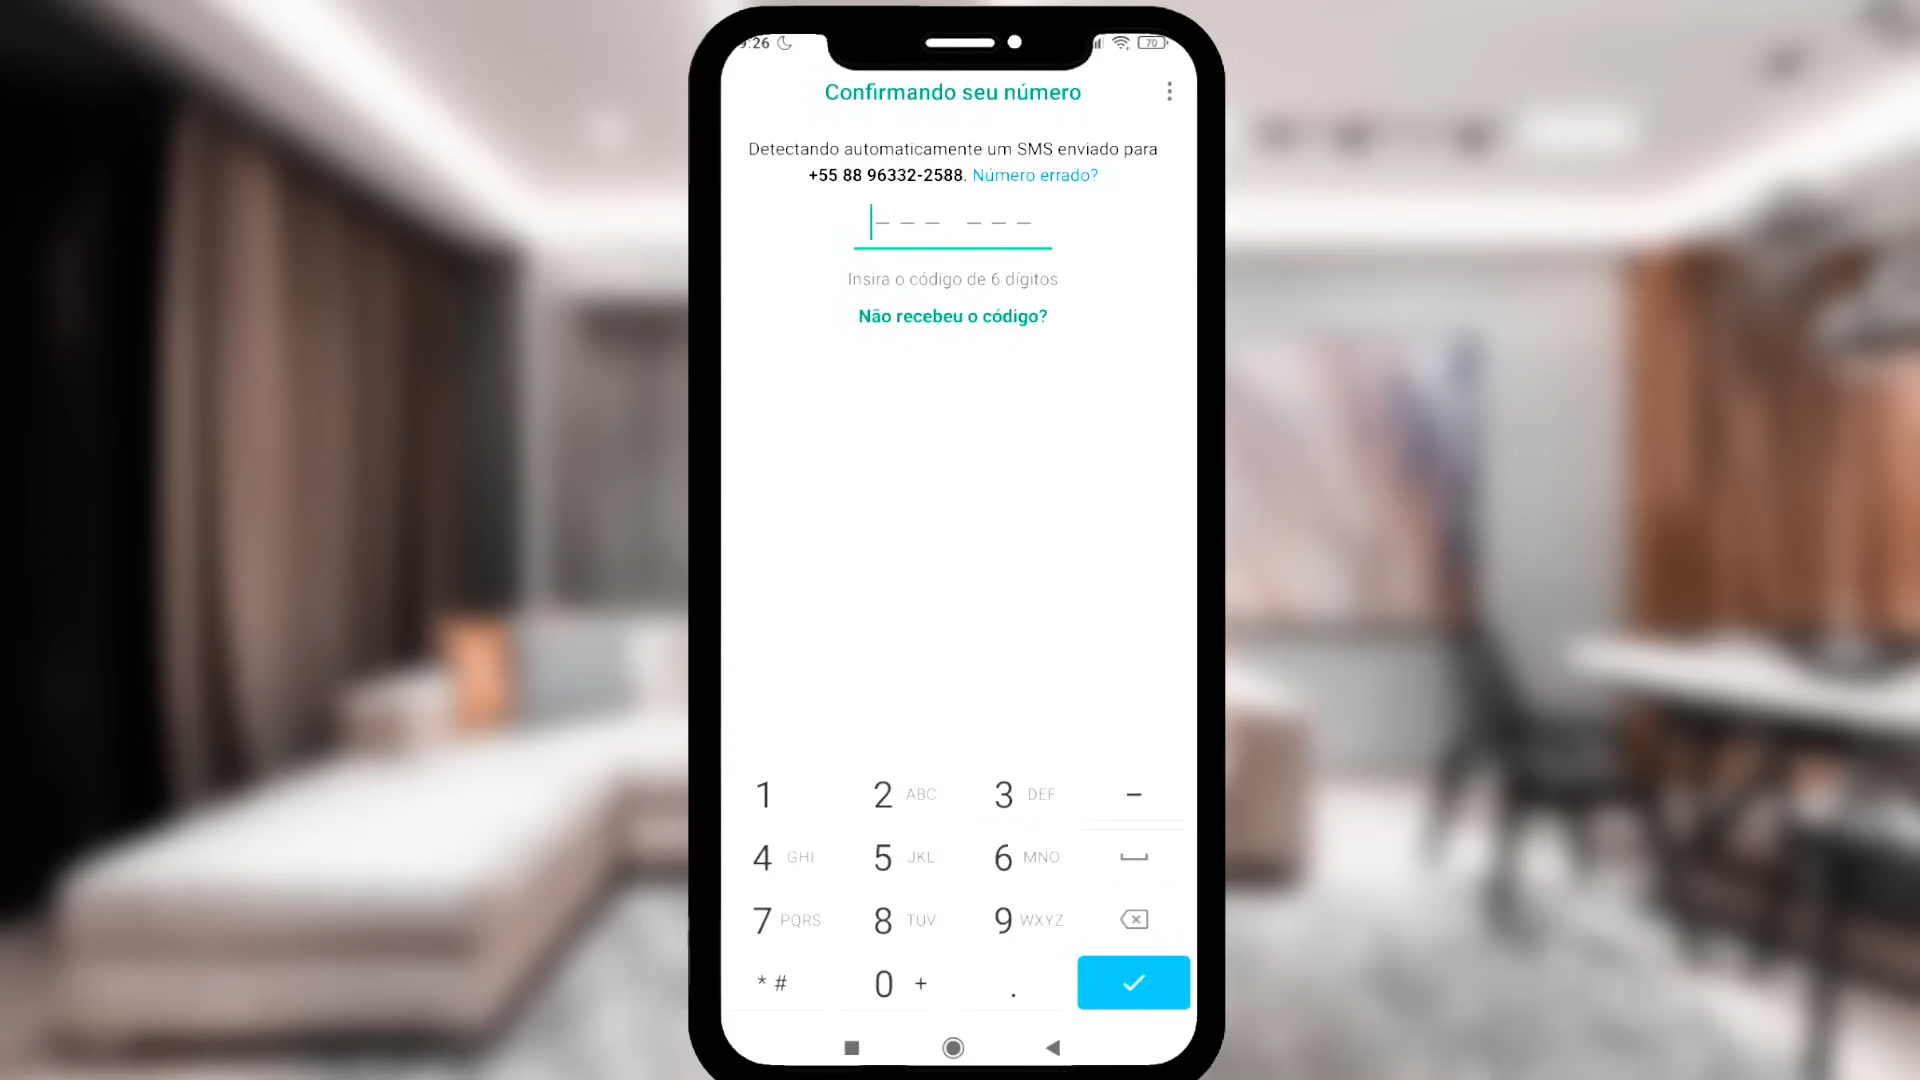 9:26
70
Confirmando seu número
Detectando automaticamente um SMS enviado para
+55 88 96332-2588. Número errado?
– – – – – –
Insira o código de 6 dígitos
Não recebeu o código?
1 2 ABC 3 DEF –
4 GHI 5 JKL 6 MNO
7 PQRS 8 TUV 9 WXYZ
* # 0 + .